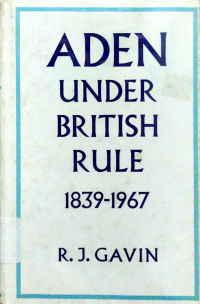 ADEN
UNDER
BRITISH
RULE
1839-1967
R. J. GAVIN